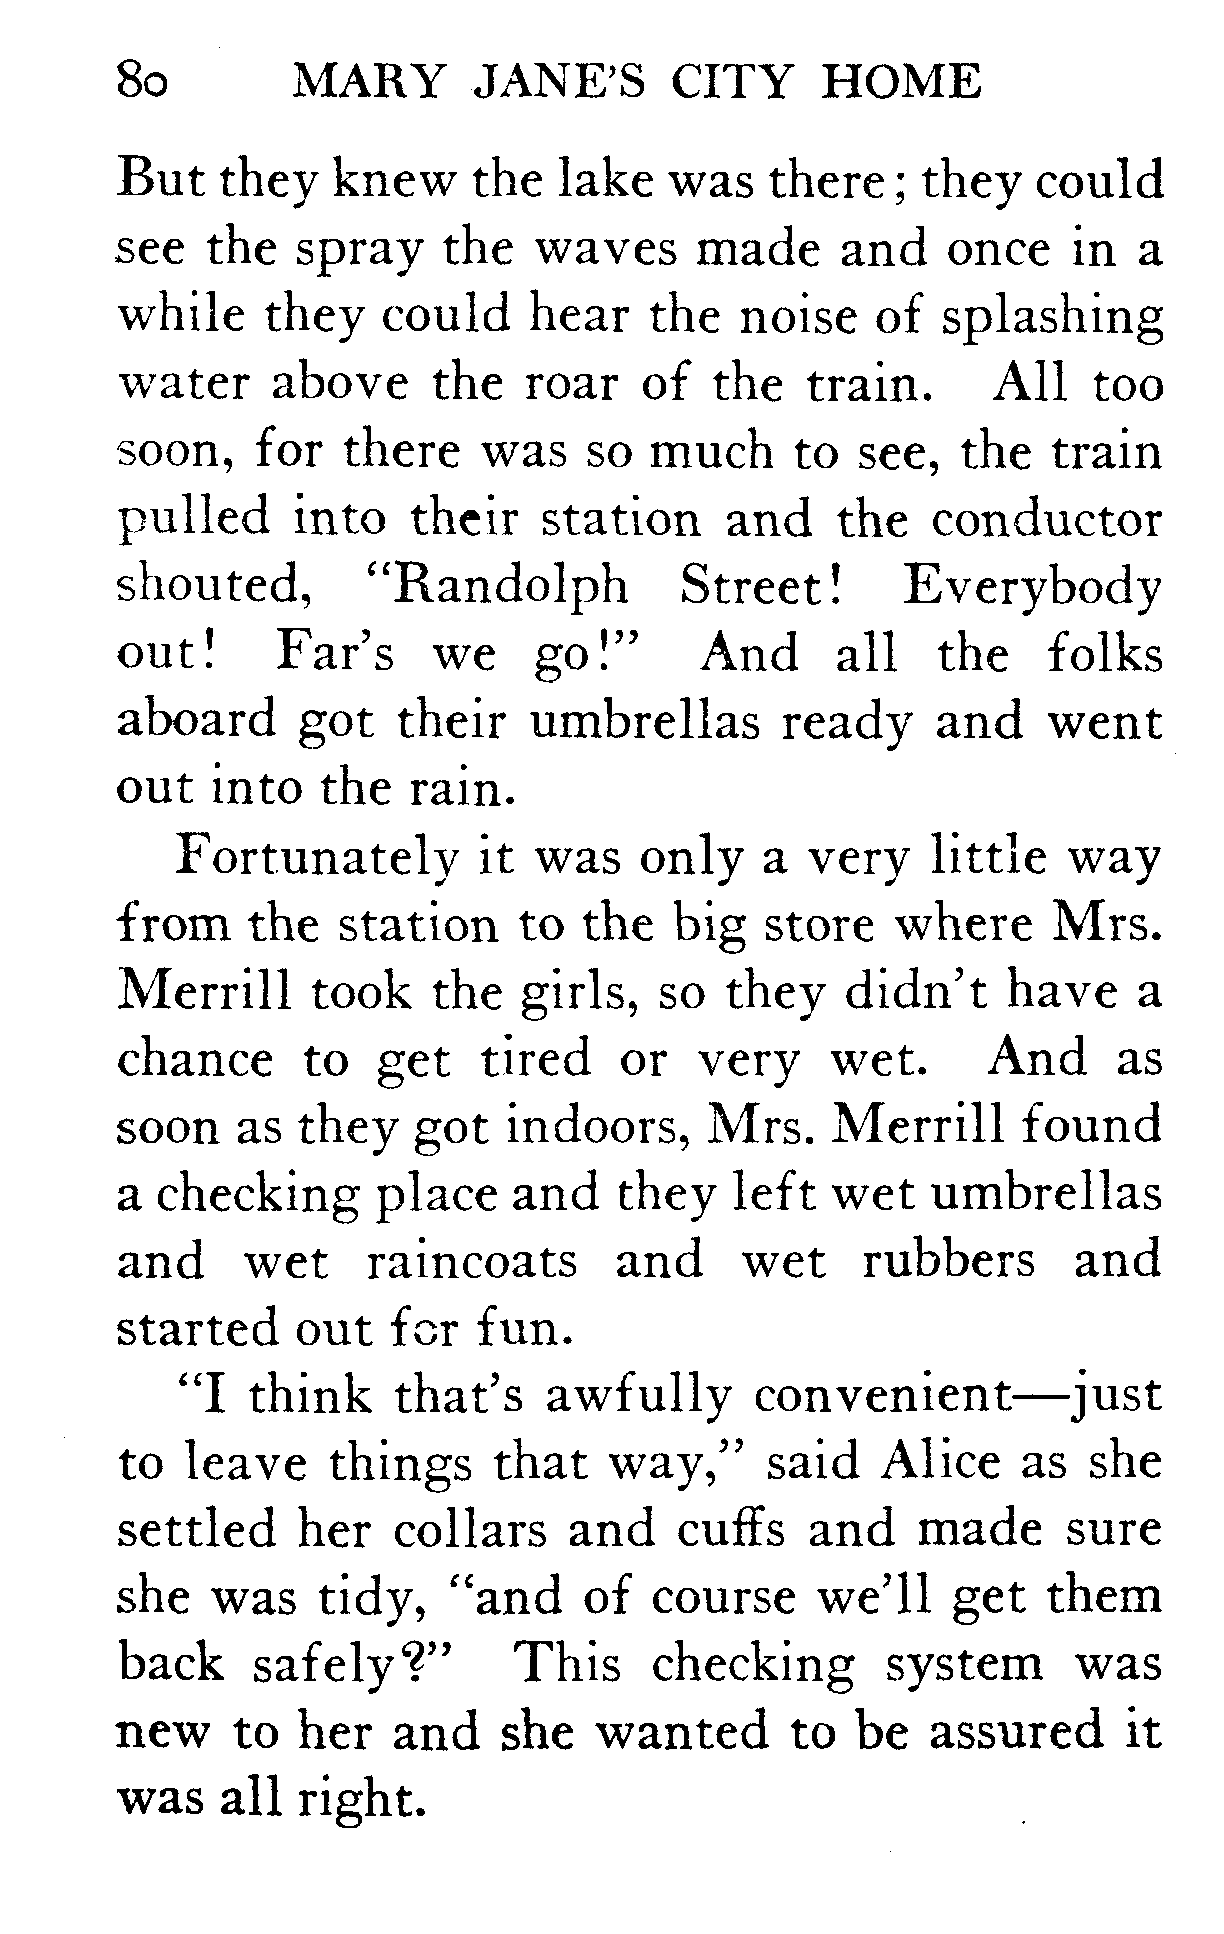 80 MARY JANE'S CITY HOME
But they knew the lake was there; they could
see the spray the waves made and once in a
while they could hear the noise of splashing
water above the roar of the train. All too
soon, for there was so much to see, the train
pulled into their station and the conductor
shouted, "Randolph Street! Everybody
out! Far's we go!" And all the folks
aboard got their umbrellas ready and went
out into the rain.
Fortunately it was only a very little way
from the station to the big store where Mrs.
Merrill took the girls, so they didn't have a
chance to get tired or very wet. And as
soon as they got indoors, Mrs. Merrill found
a checking place and they left wet umbrellas
and wet raincoats and wet rubbers and
started out for fun.
"I think that's awfully convenient—just
to leave things that way," said Alice as she
settled her collars and cuffs and made sure
she was tidy, "and of course we'll get them
back safely?" This checking system was
new to her and she wanted to be assured it
was all right.